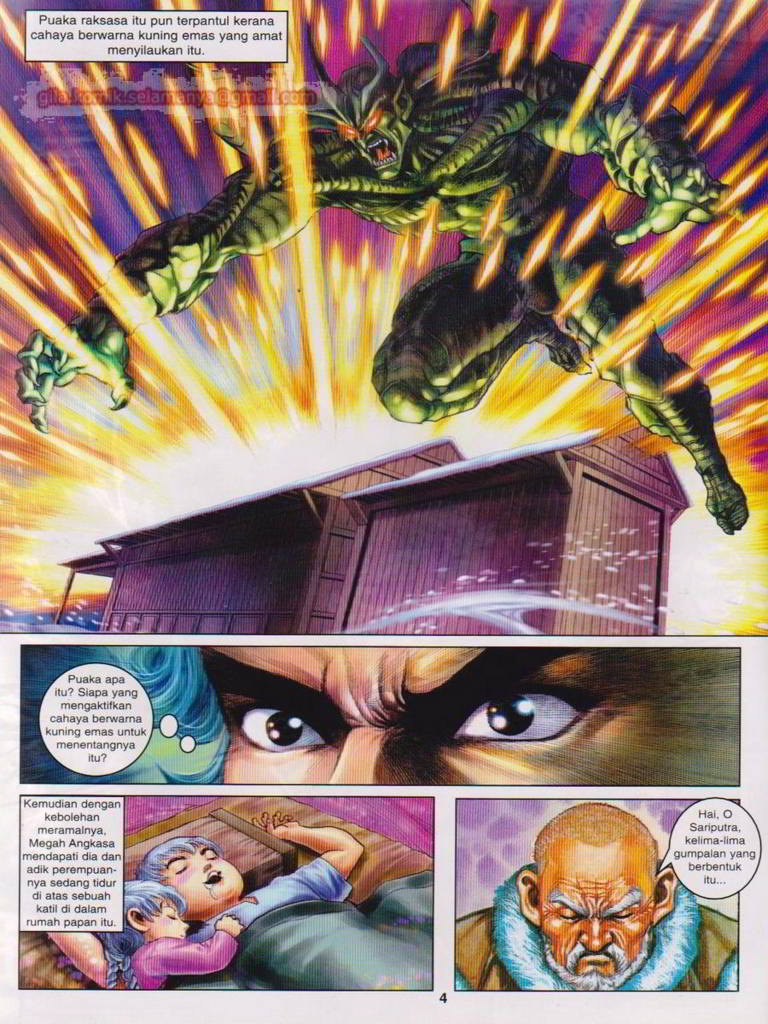 Puaka raksasa itu pun terpantul kerana
cahaya berwarna kuning emas yang amat
menyilaukan itu.
gila.komik.selamanya@gmail.com
Puaka apa
itu? Siapa yang
mengaktifkan
cahaya berwarna
kuning emas untuk
menentangnya
itu?
Kemudian dengan
kebolehan
meramalnya,
Megah Angkasa
mendapati dia dan
adik perempuan-
nya sedang tidur
di atas sebuah
katil di dalam
rumah papan itu.
Hai, O
Sariputra,
kelima-lima
gumpalan yang
berbentuk
itu...
4